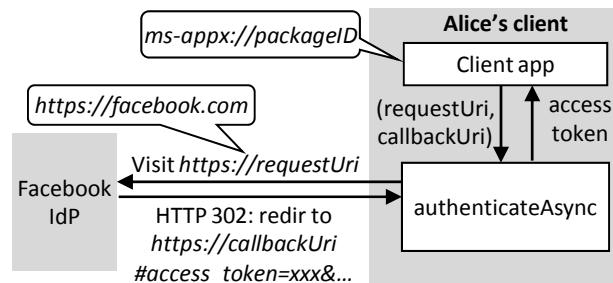 Alice's client
ms-appx://packageID
Client app
https://facebook.com
(requestUri,
callbackUri)
access
token
Visit https://requestUri
Facebook
IdP
authenticateAsync
HTTP 302: redir to
https://callbackUri
#access_token=xxx&...